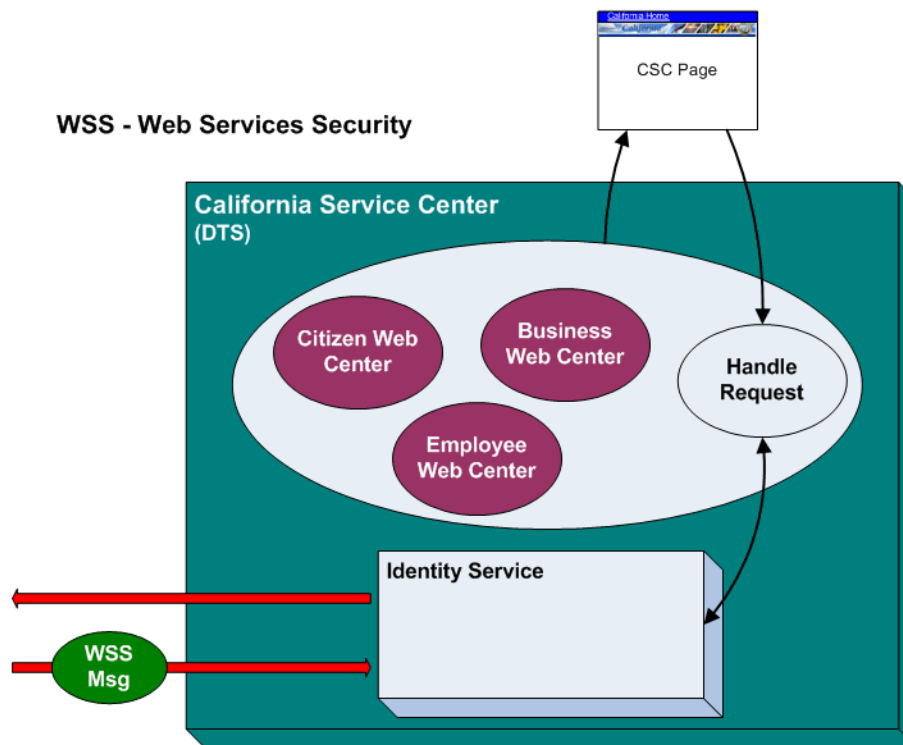 California Home
California
CSC Page
WSS - Web Services Security
California Service Center
(DTS)
Citizen Web
Center
Business
Web Center
Handle
Request
Employee
Web Center
Identity Service
WSS
Msg